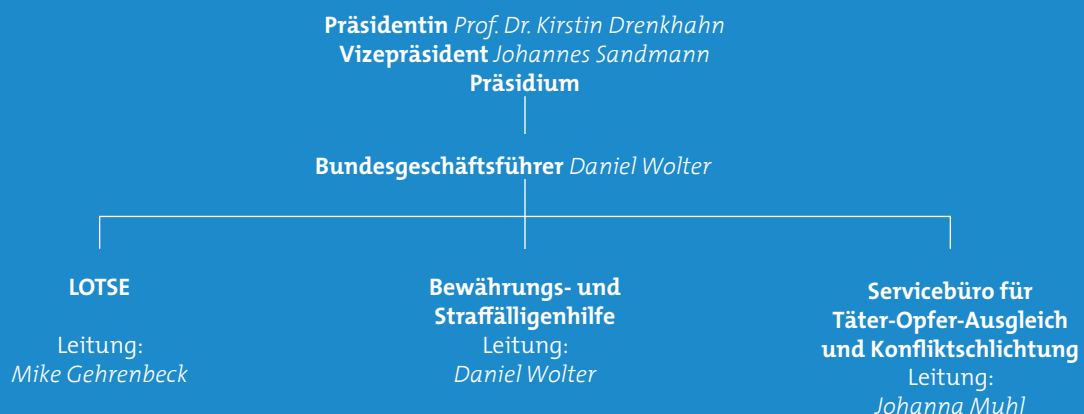 Präsidentin Prof. Dr. Kirstin Drenkhahn
Vizepräsident Johannes Sandmann
Präsidium
Bundesgeschäftsführer Daniel Wolter
LOTSE
Leitung:
Mike Gehrenbeck
Bewährungs- und
Straffälligenhilfe
Leitung:
Daniel Wolter
Servicebüro für
Täter-Opfer-Ausgleich
und Konfliktschlichtung
Leitung:
Johanna Muhl